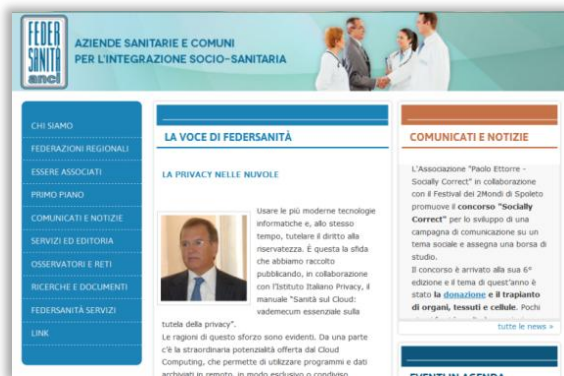 FEDER
SANITÀ
anci
AZIENDE SANITARIE E COMUNI
PER L'INTEGRAZIONE SOCIO-SANITARIA
CHI SIAMO
FEDERAZIONI REGIONALI
ESSERE ASSOCIATI
PRIMO PIANO
COMUNICATI E NOTIZIE
SERVIZI ED EDITORIA
OSSERVATORI E RETI
RICERCHE E DOCUMENTI
FEDERSANITÀ SERVIZI
LINK
LA VOCE DI FEDERSANITÀ
LA PRIVACY NELLE NUVOLE
Usare le più moderne tecnologie
informatiche e, allo stesso
tempo, tutelare il diritto alla
riservatezza. È questa la sfida
che abbiamo raccolto
pubblicando, in collaborazione
con l'Istituto Italiano Privacy, il
manuale "Sanità sul Cloud:
vademecum essenziale sulla
tutela della privacy".
Le ragioni di questo sforzo sono evidenti. Da una parte
c'è la straordinaria potenzialità offerta dal Cloud
Computing, che permette di utilizzare programmi e dati
archiviati in remoto, in modo esclusivo o condiviso
COMUNICATI E NOTIZIE
L'Associazione "Paolo Ettorre -
Socially Correct" in collaborazione
con il Festival dei 2Mondi di Spoleto
promuove il concorso "Socially
Correct" per lo sviluppo di una
campagna di comunicazione su un
tema sociale e assegna una borsa di
studio.
Il concorso è arrivato alla sua 6°
edizione e il tema di quest'anno è
stato la donazione e il trapianto
di organi, tessuti e cellule. Pochi
tutte le news »
EVENTI IN AGENDA